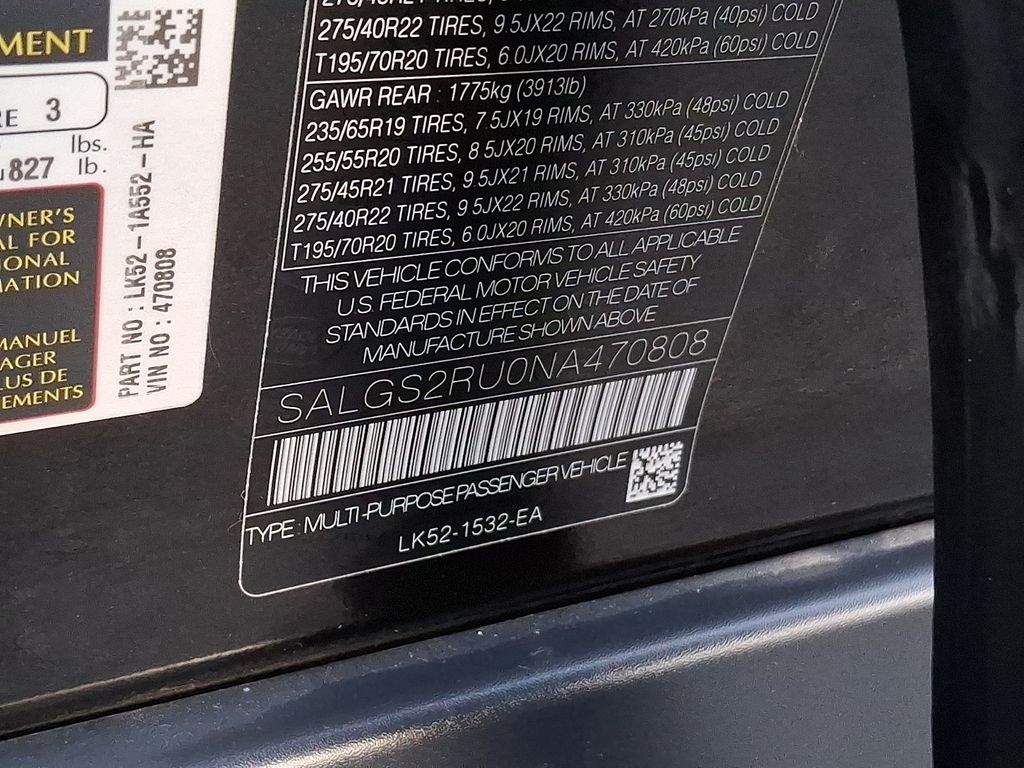 MENT
RE 3
lbs.
827 lb.
WNER'S
AL FOR
IONAL
MATION
MANUEL
AGER
LUS DE
EMENTS
PART NO : LK52-1A552-HA
VIN NO : 470808
275/40R22 TIRES, 9.5JX22 RIMS, AT 270kPa (40psi) COLD
T195/70R20 TIRES, 6.0JX20 RIMS, AT 420kPa (60psi) COLD
GAWR REAR : 1775kg (3913lb)
235/65R19 TIRES, 7.5JX19 RIMS, AT 330kPa (48psi) COLD
255/55R20 TIRES, 8.5JX20 RIMS, AT 310kPa (45psi) COLD
275/45R21 TIRES, 9.5JX21 RIMS, AT 310kPa (45psi) COLD
275/40R22 TIRES, 9.5JX22 RIMS, AT 330kPa (48psi) COLD
T195/70R20 TIRES, 6.0JX20 RIMS, AT 420kPa (60psi) COLD
THIS VEHICLE CONFORMS TO ALL APPLICABLE
U.S. FEDERAL MOTOR VEHICLE SAFETY
STANDARDS IN EFFECT ON THE DATE OF
MANUFACTURE SHOWN ABOVE
SALGS2RU0NA470808
TYPE : MULTI-PURPOSE PASSENGER VEHICLE
LK52-1532-EA